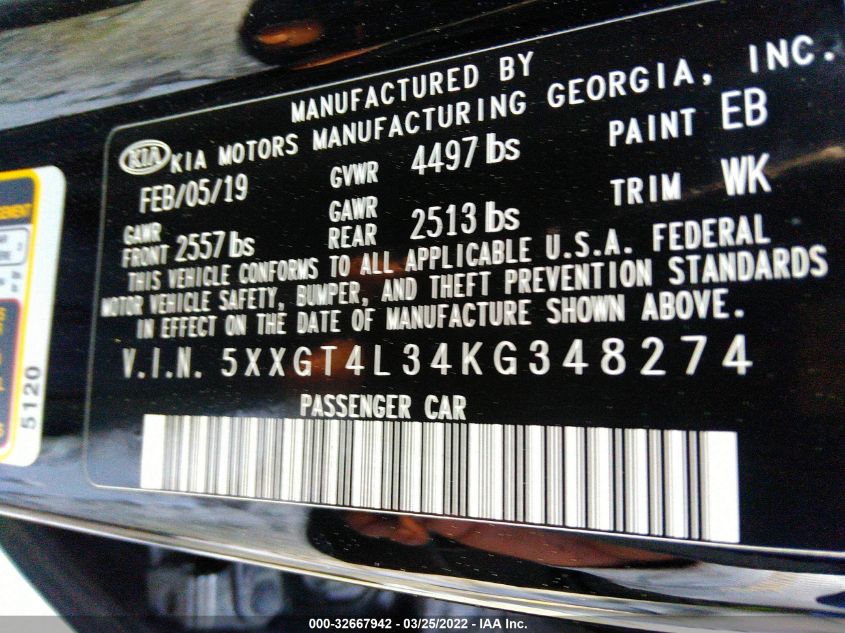 MANUFACTURED BY
KIA KIA MOTORS MANUFACTURING GEORGIA, INC.
FEB/05/19 GVWR 4497 lbs PAINT EB
GAWR FRONT 2557 lbs GAWR REAR 2513 lbs TRIM WK
THIS VEHICLE CONFORMS TO ALL APPLICABLE U.S.A. FEDERAL
MOTOR VEHICLE SAFETY, BUMPER, AND THEFT PREVENTION STANDARDS
IN EFFECT ON THE DATE OF MANUFACTURE SHOWN ABOVE.
V.I.N. 5XXGT4L34KG348274
PASSENGER CAR
5120
000-32667942 / 03/25/2022 - IAA Inc.